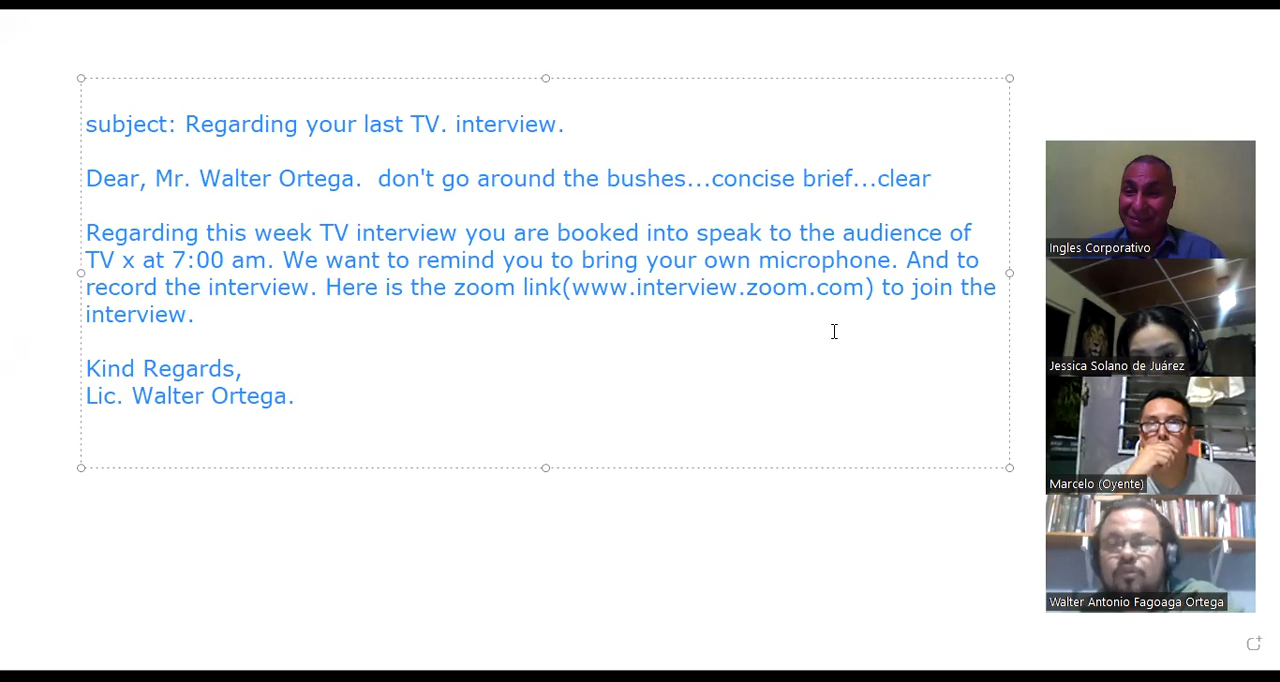 subject: Regarding your last TV. interview.
Dear, Mr. Walter Ortega.  don't go around the bushes...concise brief...clear
Regarding this week TV interview you are booked into speak to the audience of
TV x at 7:00 am. We want to remind you to bring your own microphone. And to
record the interview. Here is the zoom link(www.interview.zoom.com) to join the
interview.
Kind Regards,
Lic. Walter Ortega.
Ingles Corporativo
Jessica Solano de Juárez
Marcelo (Oyente)
Walter Antonio Fagoaga Ortega